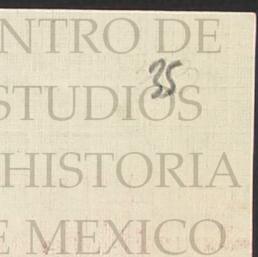 NTRO DE
35
STUDIOS
HISTORIA
E MEXICO